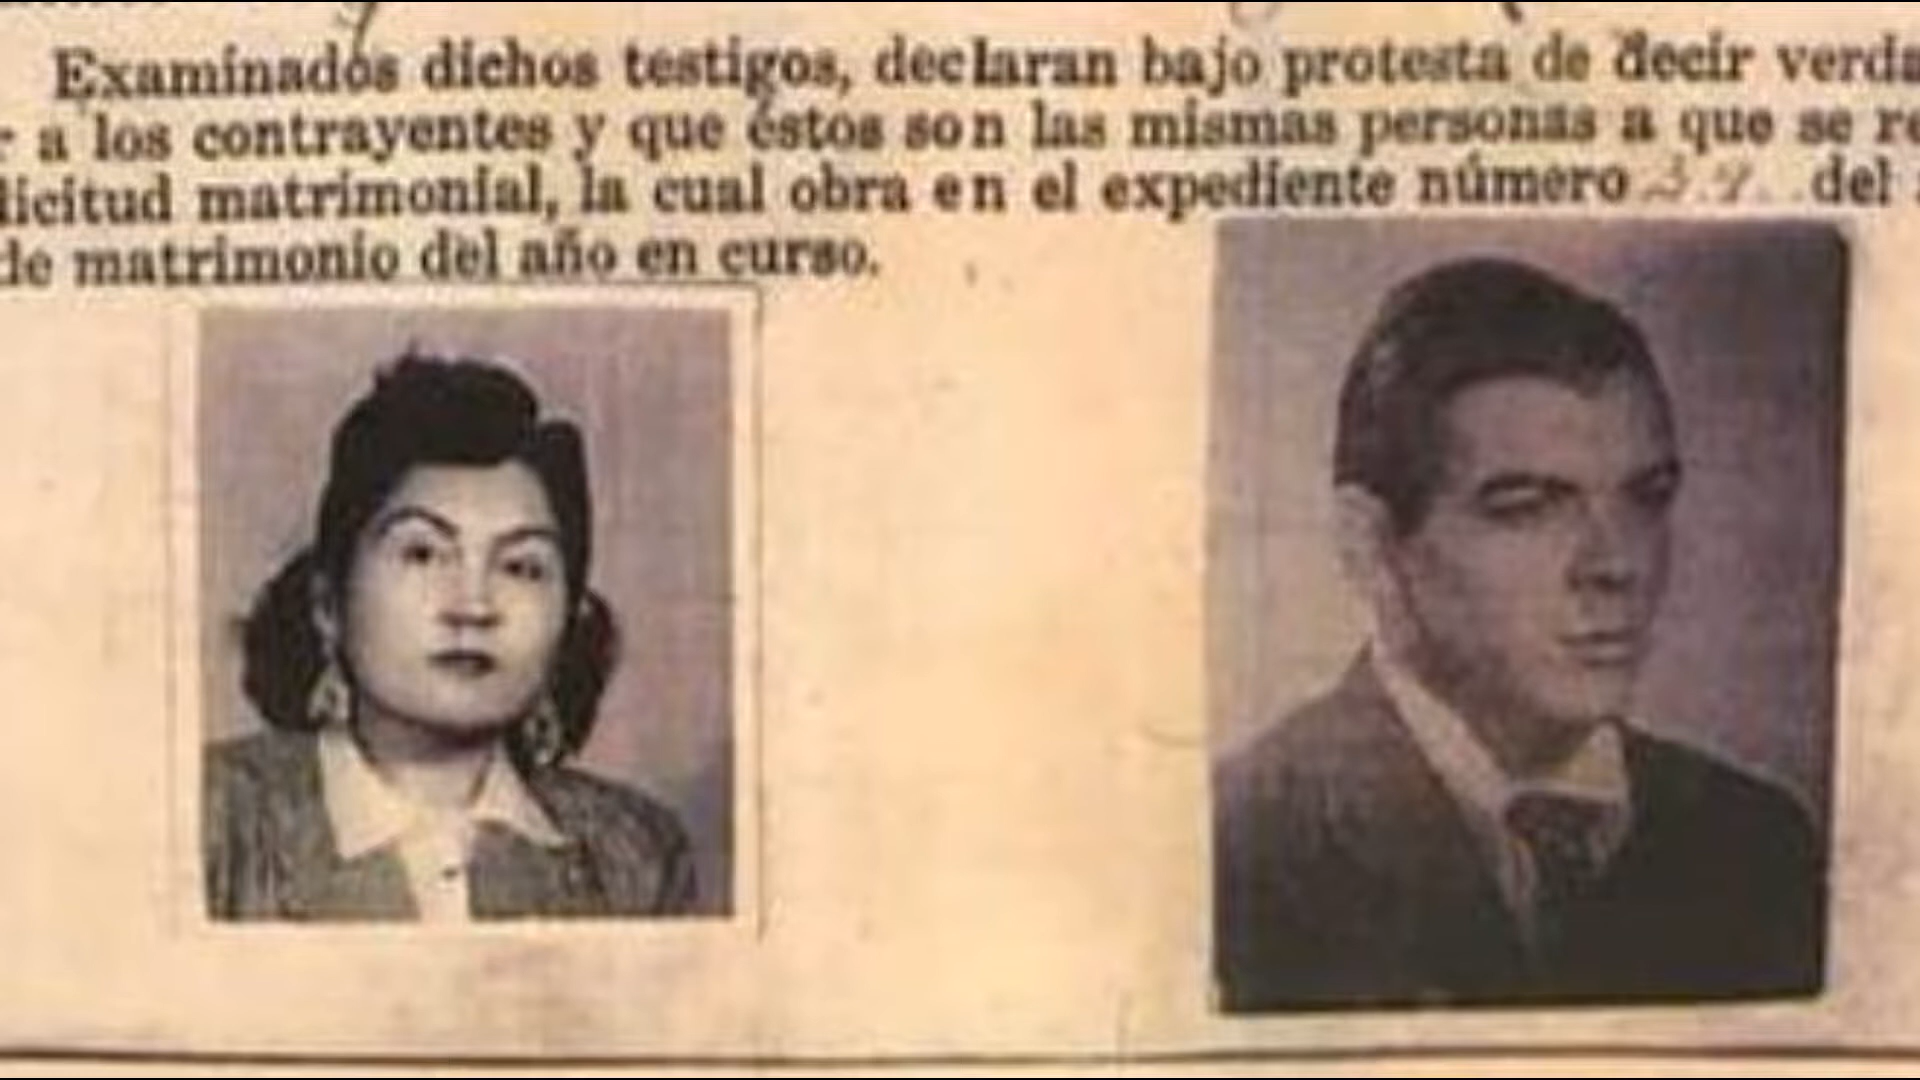 Examinados dichos testigos, declaran bajo protesta de decir verda
r a los contrayentes y que éstos son las mismas personas a que se re
licitud matrimonial, la cual obra en el expediente número del
de matrimonio del año en curso.